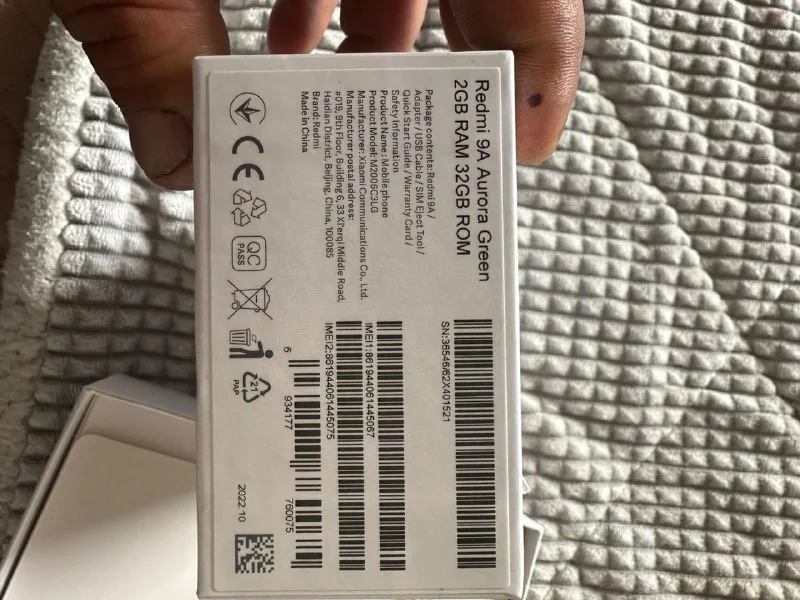 Redmi 9A Aurora Green
2GB RAM 32GB ROM
Package contents: Redmi 9A /
Adapter / USB Cable / SIM Eject Tool /
Quick Start Guide / Warranty Card /
Safety Information
Product Name: Mobile phone
Product Model: M2006C3LG
Manufacturer: Xiaomi Communications Co., Ltd.
Manufacturer postal address:
#019, 9th Floor, Building 6, 33 Xi'erqi Middle Road,
Haidian District, Beijing, China, 100085
Brand: Redmi
Made in China
CE
QC
PASS
21
PAP
SN:36546/62X401521
IMEI1:861944061445067
IMEI2:861944061445075
6 934177 760075
2022.10